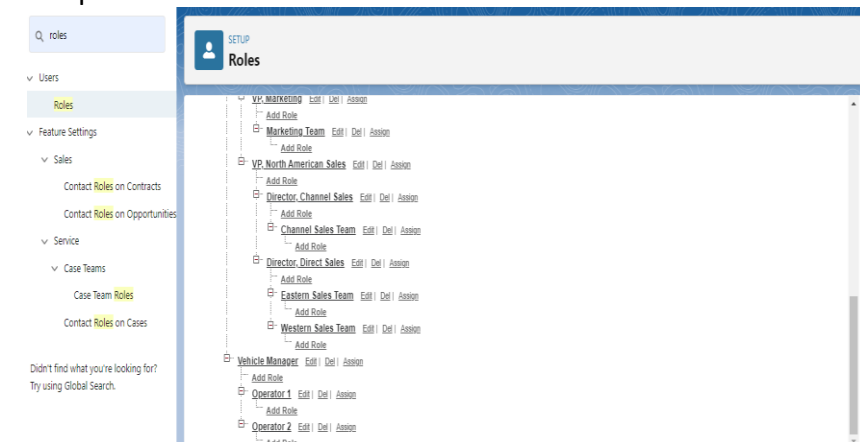 roles
Users
Roles
Feature Settings
Sales
Contact Roles on Contracts
Contact Roles on Opportunities
Service
Case Teams
Case Team Roles
Contact Roles on Cases
Didn't find what you're looking for?
Try using Global Search.
SETUP
Roles
VP, Marketing Edit | Del | Assign
Add Role
Marketing Team Edit | Del | Assign
Add Role
VP, North American Sales Edit | Del | Assign
Add Role
Director, Channel Sales Edit | Del | Assign
Add Role
Channel Sales Team Edit | Del | Assign
Add Role
Director, Direct Sales Edit | Del | Assign
Add Role
Eastern Sales Team Edit | Del | Assign
Add Role
Western Sales Team Edit | Del | Assign
Add Role
Vehicle Manager Edit | Del | Assign
Add Role
Operator 1 Edit | Del | Assign
Add Role
Operator 2 Edit | Del | Assign
Add Role